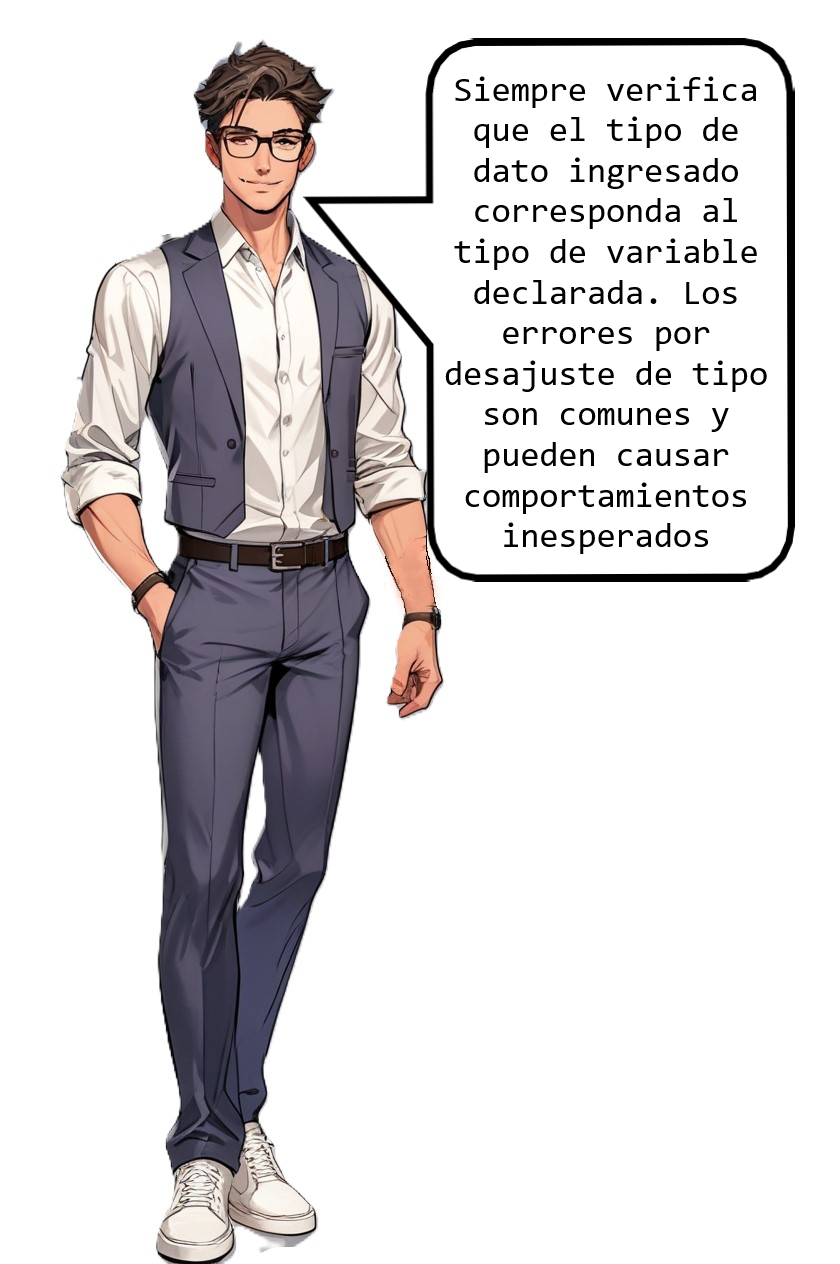 Siempre verifica
que el tipo de
dato ingresado
corresponda al
tipo de variable
declarada. Los
errores por
desajuste de tipo
son comunes y
pueden causar
comportamientos
inesperados